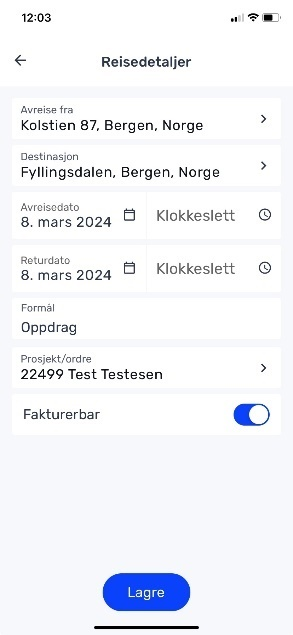 12:03
Reisedetaljer
Avreise fra
Kolstien 87, Bergen, Norge
Destinasjon
Fyllingsdalen, Bergen, Norge
Avreisedato
8. mars 2024
Klokkeslett
Returdato
8. mars 2024
Klokkeslett
Formål
Oppdrag
Prosjekt/ordre
22499 Test Testesen
Fakturerbar
Lagre